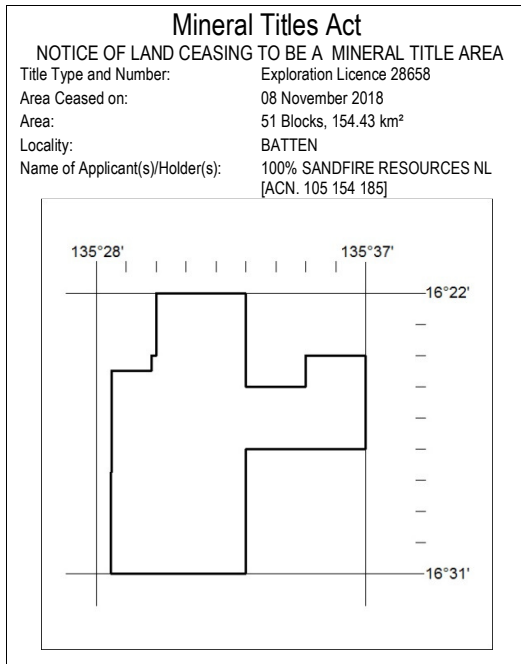 Mineral Titles Act
NOTICE OF LAND CEASING TO BE A MINERAL TITLE AREA
Title Type and Number: Exploration Licence 28658
Area Ceased on: 08 November 2018
Area: 51 Blocks, 154.43 km²
Locality: BATTEN
Name of Applicant(s)/Holder(s): 100% SANDFIRE RESOURCES NL
[ACN. 105 154 185]
135°28' 135°37'
16°22'
16°31'